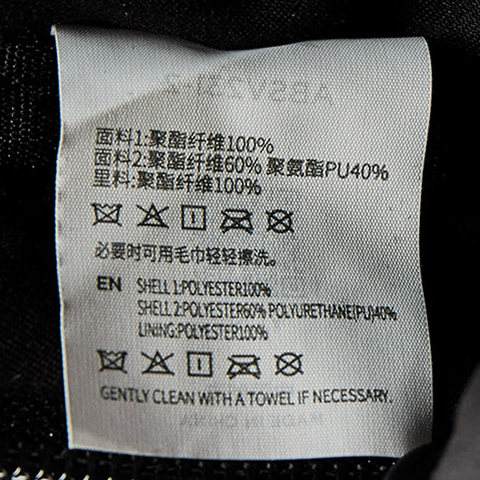 面料1:聚酯纤维100%
面料2:聚酯纤维60% 聚氨酯PU40%
里料:聚酯纤维100%
必要时可用毛巾轻轻擦洗。
EN SHELL 1:POLYESTER100%
SHELL 2:POLYESTER60% POLYURETHANE(PU)40%
LINING:POLYESTER100%
GENTLY CLEAN WITH A TOWEL IF NECESSARY.
MADE IN CHINA